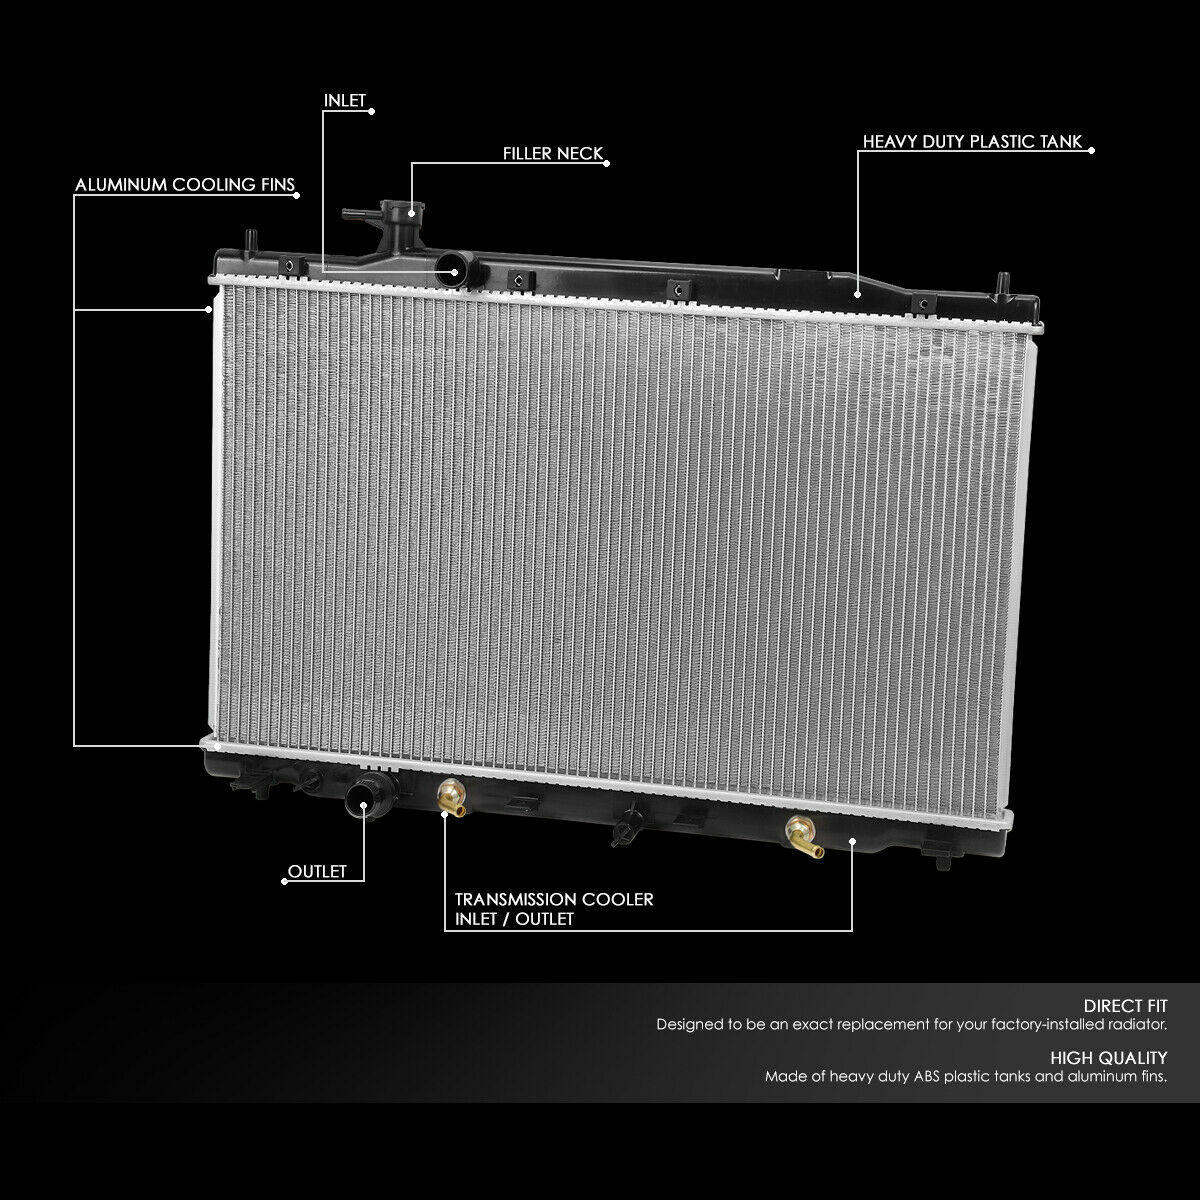 INLET
FILLER NECK
HEAVY DUTY PLASTIC TANK
ALUMINUM COOLING FINS
OUTLET
TRANSMISSION COOLER
INLET / OUTLET
DIRECT FIT
Designed to be an exact replacement for your factory-installed radiator.
HIGH QUALITY
Made of heavy duty ABS plastic tanks and aluminum fins.